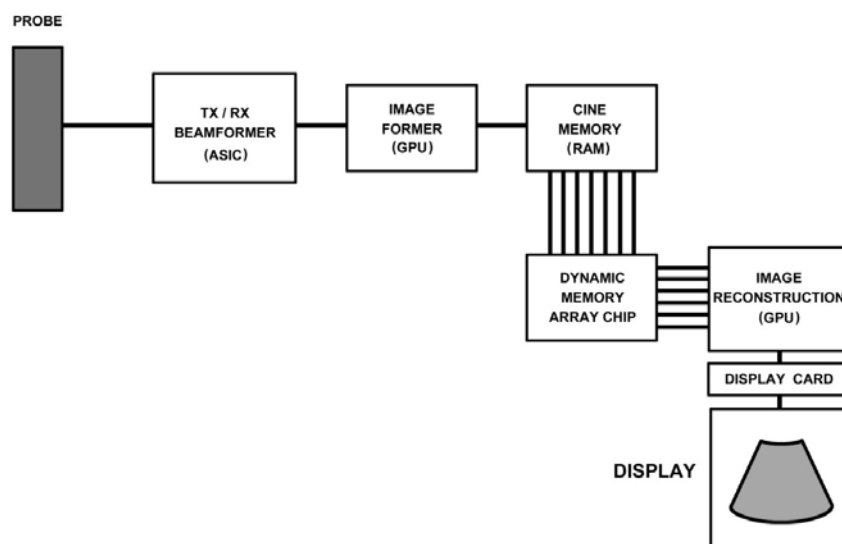 PROBE
TX / RX
BEAMFORMER
(ASIC)
IMAGE
FORMER
(GPU)
CINE
MEMORY
(RAM)
DYNAMIC
MEMORY
ARRAY CHIP
IMAGE
RECONSTRUCTION
(GPU)
DISPLAY CARD
DISPLAY